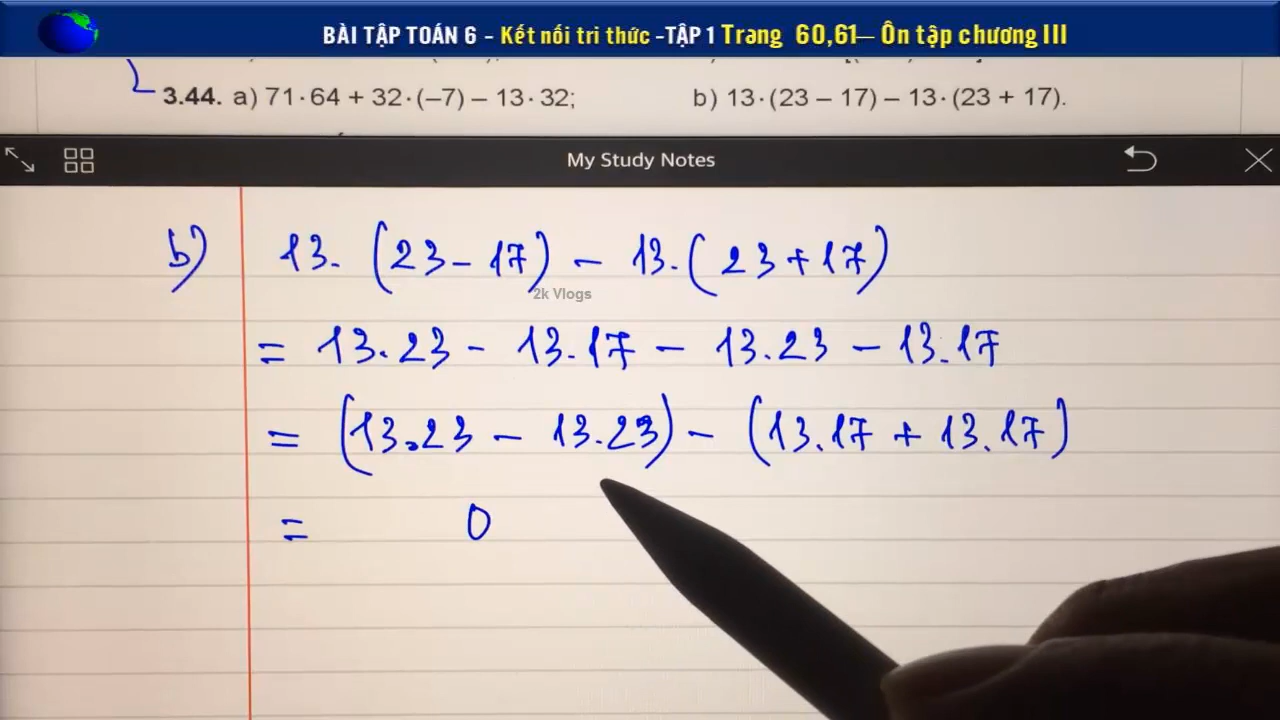 BÀI TẬP TOÁN 6 - Kết nối tri thức -TẬP 1 Trang 60,61– Ôn tập chương III
3.44. a) 71·64 + 32·(–7) – 13·32; b) 13·(23 – 17) – 13·(23 + 17).
My Study Notes
b) 13. (23 - 17) - 13. (23 + 17)
2k Vlogs
= 13.23 - 13.17 - 13.23 - 13.17
= (13.23 - 13.23) - (13.17 + 13.17)
= 0